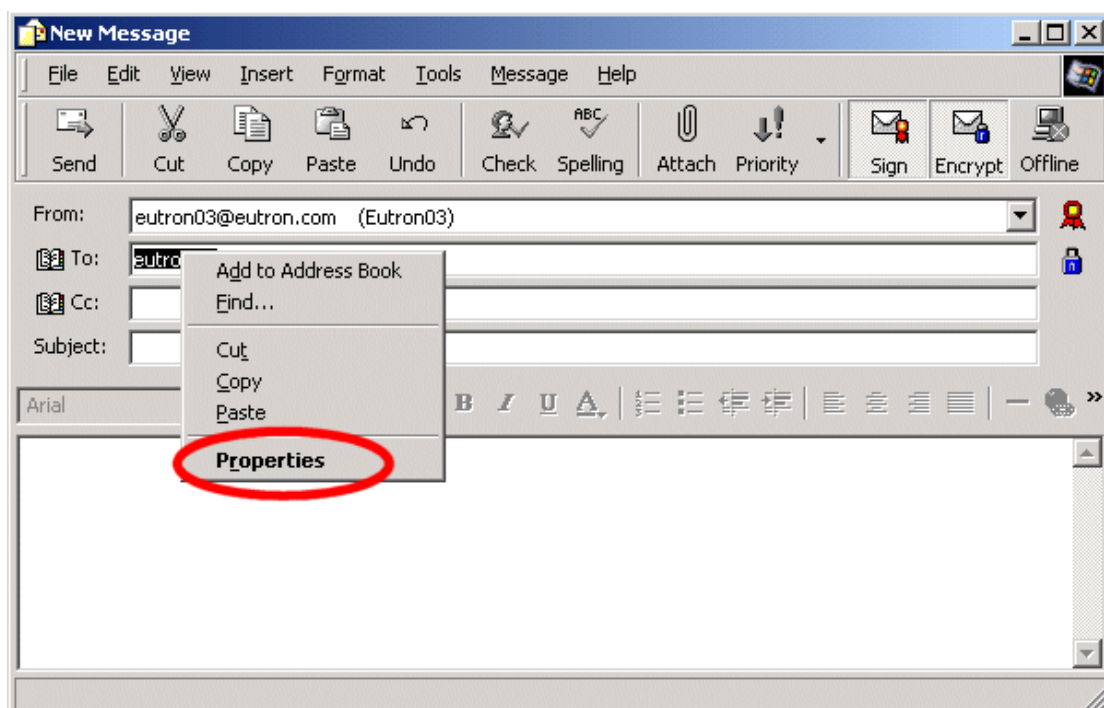 New Message
File Edit View Insert Format Tools Message Help
Send Cut Copy Paste Undo Check Spelling Attach Priority Sign Encrypt Offline
From: eutron03@eutron.com (Eutron03)
To:
Add to Address Book
Cc:
Find...
Subject:
Cut
Copy
Arial B I U A »
Paste
Properties